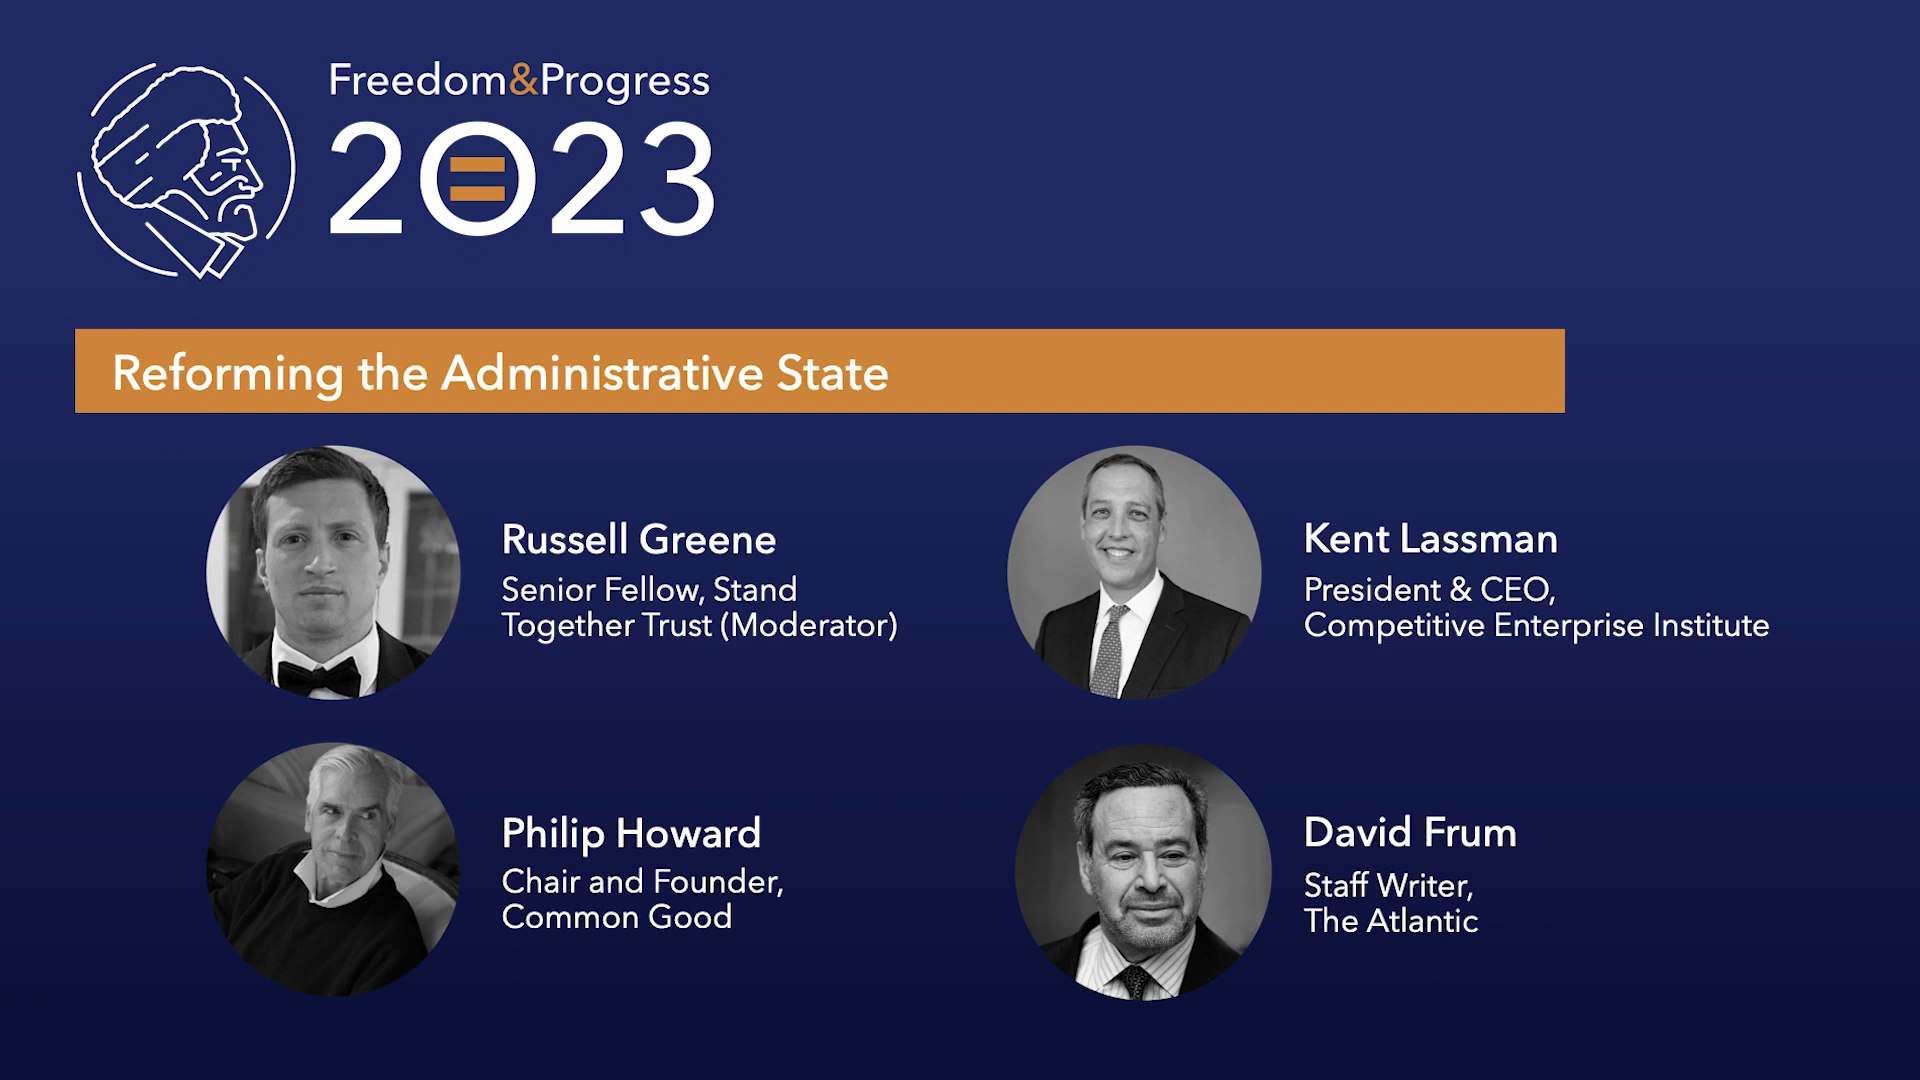 Freedom&Progress
2023
Reforming the Administrative State
Russell Greene
Senior Fellow, Stand
Together Trust (Moderator)
Kent Lassman
President & CEO,
Competitive Enterprise Institute
Philip Howard
Chair and Founder,
Common Good
David Frum
Staff Writer,
The Atlantic